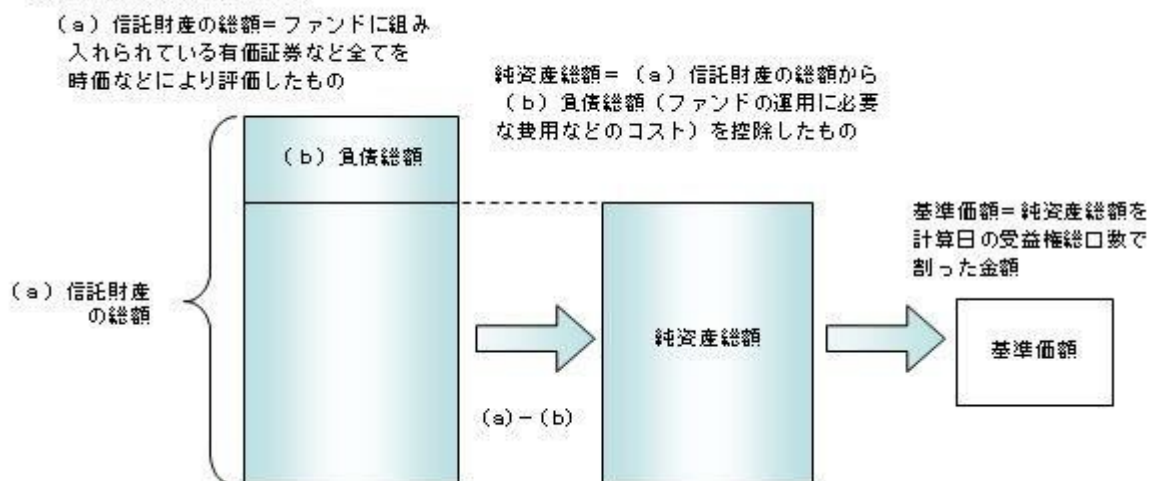 (a)信託財産の総額=ファンドに組み
入れられている有価証券など全てを
時価などにより評価したもの
純資産総額=(a)信託財産の総額から
(b)負債総額(ファンドの運用に必要
な費用などのコスト)を控除したもの
(b)負債総額
基準価額=純資産総額を
計算日の受益権総口数で
割った金額
(a)信託財産
の総額
純資産総額
基準価額
(a)-(b)